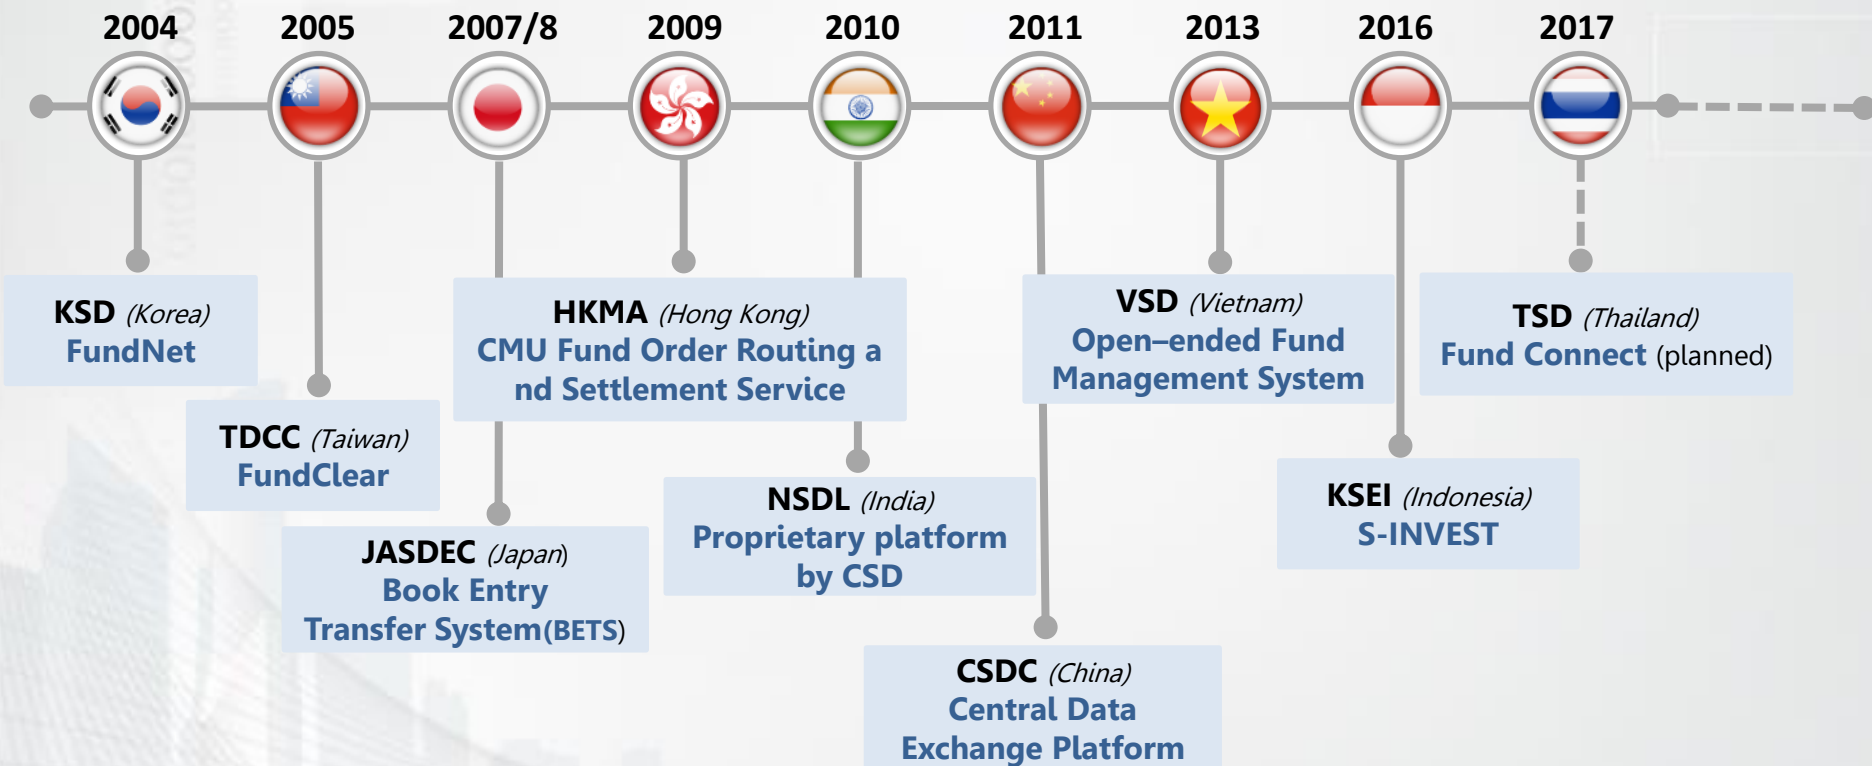 2004
2005
2007/8
2009
2010
2011
2013
2016
2017
KSD (Korea)
FundNet
TDCC (Taiwan)
FundClear
JASDEC (Japan)
Book Entry
Transfer System(BETS)
HKMA (Hong Kong)
CMU Fund Order Routing a
nd Settlement Service
NSDL (India)
Proprietary platform
by CSD
CSDC (China)
Central Data
Exchange Platform
VSD (Vietnam)
Open–ended Fund
Management System
KSEI (Indonesia)
S-INVEST
TSD (Thailand)
Fund Connect (planned)